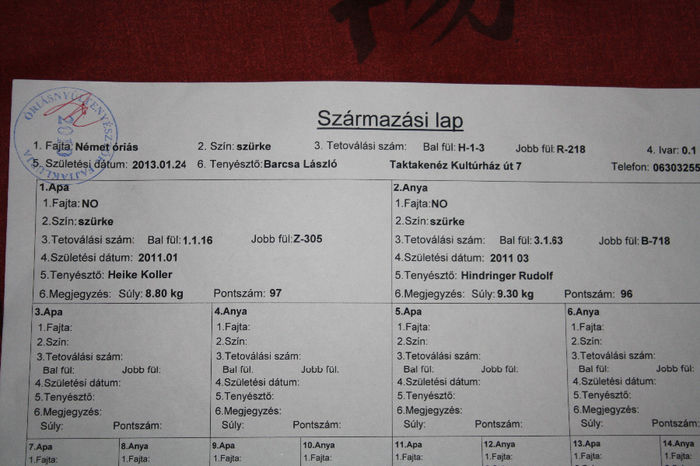 Származási lap
ÓRIÁSNYÚLTENYÉSZTŐK FAJTAKLUBJA
1. Fajta: Német óriás 2. Szín: szürke 3. Tetoválási szám: Bal fül: H-1-3 Jobb fül: R-218 4. Ivar: 0.1
5. Születési dátum: 2013.01.24 6. Tenyésztő: Barcsa László Taktakenéz Kultúrház út 7 Telefon: 06303255
1.Apa 2.Anya
1.Fajta: NO 1.Fajta: NO
2.Szín: szürke 2.Szín: szürke
3.Tetoválási szám: Bal fül: 1.1.16 Jobb fül: Z-305 3.Tetoválási szám: Bal fül: 3.1.63 Jobb fül: B-718
4.Születési dátum: 2011.01 4.Születési dátum: 2011 03
5.Tenyésztő: Heike Koller 5.Tenyésztő: Hindringer Rudolf
6.Megjegyzés: Súly: 8.80 kg Pontszám: 97 6.Megjegyzés: Súly: 9.30 kg Pontszám: 96
3.Apa 4.Anya 5.Apa 6.Anya
1.Fajta: 1.Fajta: 1.Fajta: 1.Fajta:
2.Szín: 2.Szín: 2.Szín: 2.Szín:
3.Tetoválási szám: 3.Tetoválási szám: 3.Tetoválási szám: 3.Tetoválási szám:
Bal fül: Jobb fül: Bal fül: Jobb fül: Bal fül: Jobb fül: Bal fül: Jobb fül:
4.Születési dátum: 4.Születési dátum: 4.Születési dátum: 4.Születési dátum:
5.Tenyésztő: 5.Tenyésztő: 5.Tenyésztő: 5.Tenyésztő:
6.Megjegyzés: 6.Megjegyzés: 6.Megjegyzés: 6.Megjegyzés:
Súly: Pontszám: Súly: Pontszám: Súly: Pontszám: Súly: Pontszám:
7.Apa 8.Anya 9.Apa 10.Anya 11.Apa 12.Anya 13.Apa 14.Anya
1.Fajta: 1.Fajta: 1.Fajta: 1.Fajta: 1.Fajta: 1.Fajta: 1.Fajta: 1.Fajta: